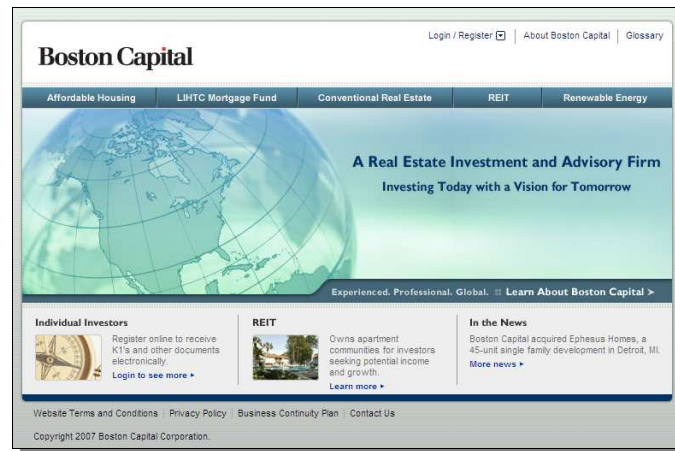 Login / Register
About Boston Capital
Glossary
Boston Capital
Affordable Housing
LIHTC Mortgage Fund
Conventional Real Estate
REIT
Renewable Energy
A Real Estate Investment and Advisory Firm
Investing Today with a Vision for Tomorrow
Experienced. Professional. Global. :: Learn About Boston Capital
Individual Investors
Register online to receive
K1's and other documents
electronically.
Login to see more
REIT
Owns apartment
communities for investors
seeking potential income
and growth.
Learn more
In the News
Boston Capital acquired Ephesus Homes, a
45-unit single family development in Detroit, MI.
More news
Website Terms and Conditions | Privacy Policy | Business Continuity Plan | Contact Us
Copyright 2007 Boston Capital Corporation.